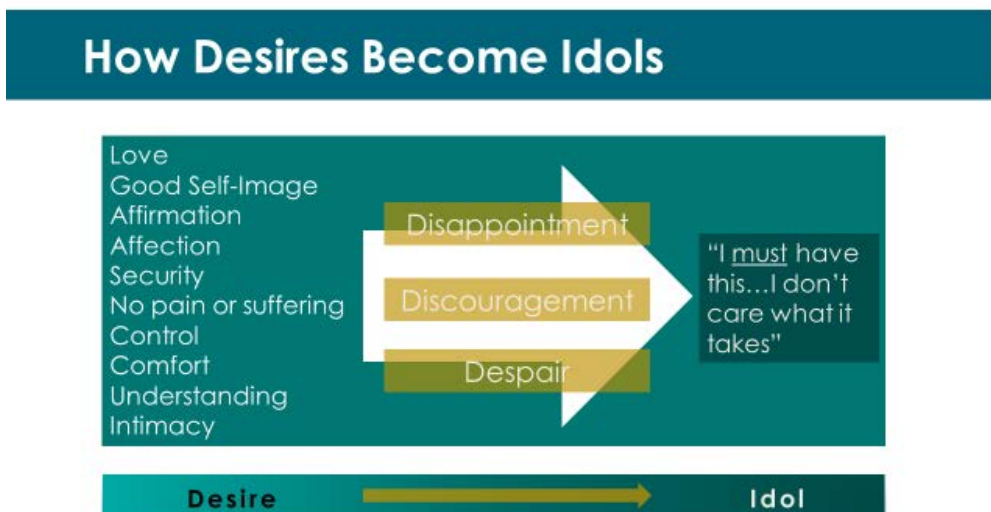 How Desires Become Idols
Love
Good Self-Image
Affirmation
Affection
Security
No pain or suffering
Control
Comfort
Understanding
Intimacy
Disappointment
Discouragement
Despair
“I must have
this...I don’t
care what it
takes”
Desire
Idol